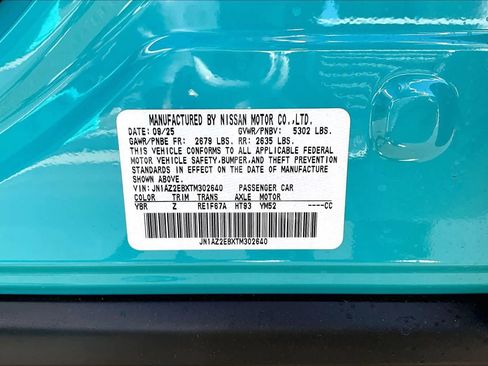 MANUFACTURED BY NISSAN MOTOR CO.,LTD.
DATE: 09/25 GVWR/PNBV: 5302 LBS.
GAWR/PNBE FR: 2679 LBS. RR: 2635 LBS.
THIS VEHICLE CONFORMS TO ALL APPLICABLE FEDERAL
MOTOR VEHICLE SAFETY,BUMPER,AND THEFT PREVENTION
STANDARDS IN EFFECT ON THE DATE OF MANUFACTURE
SHOWN ABOVE.
VIN: JN1AZ2EBXTM302640 PASSENGER CAR
COLOR TRIM TRANS AXLE MOTOR
YBR Z RE1F67A HT93 YM52 ----CC
JN1AZ2EBXTM302640